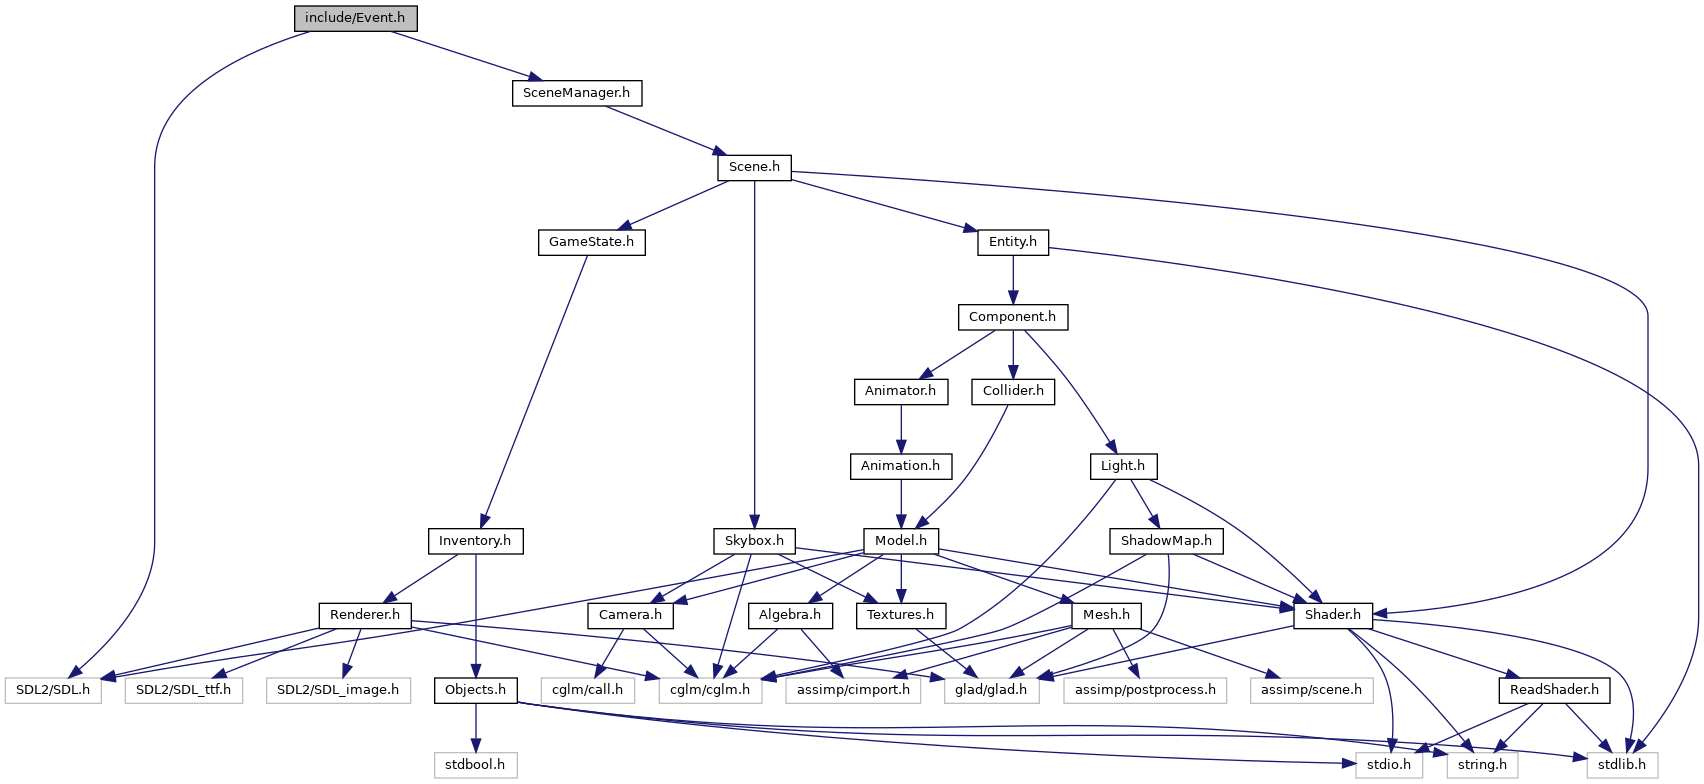 include/Event.h
SceneManager.h
Scene.h
GameState.h
Entity.h
Component.h
Animator.h
Collider.h
Animation.h
Light.h
Inventory.h
Skybox.h
Model.h
ShadowMap.h
Renderer.h
Camera.h
Algebra.h
Textures.h
Mesh.h
Shader.h
SDL2/SDL.h
SDL2/SDL_ttf.h
SDL2/SDL_image.h
Objects.h
cglm/call.h
cglm/cglm.h
assimp/cimport.h
glad/glad.h
assimp/postprocess.h
assimp/scene.h
ReadShader.h
stdbool.h
stdio.h
string.h
stdlib.h